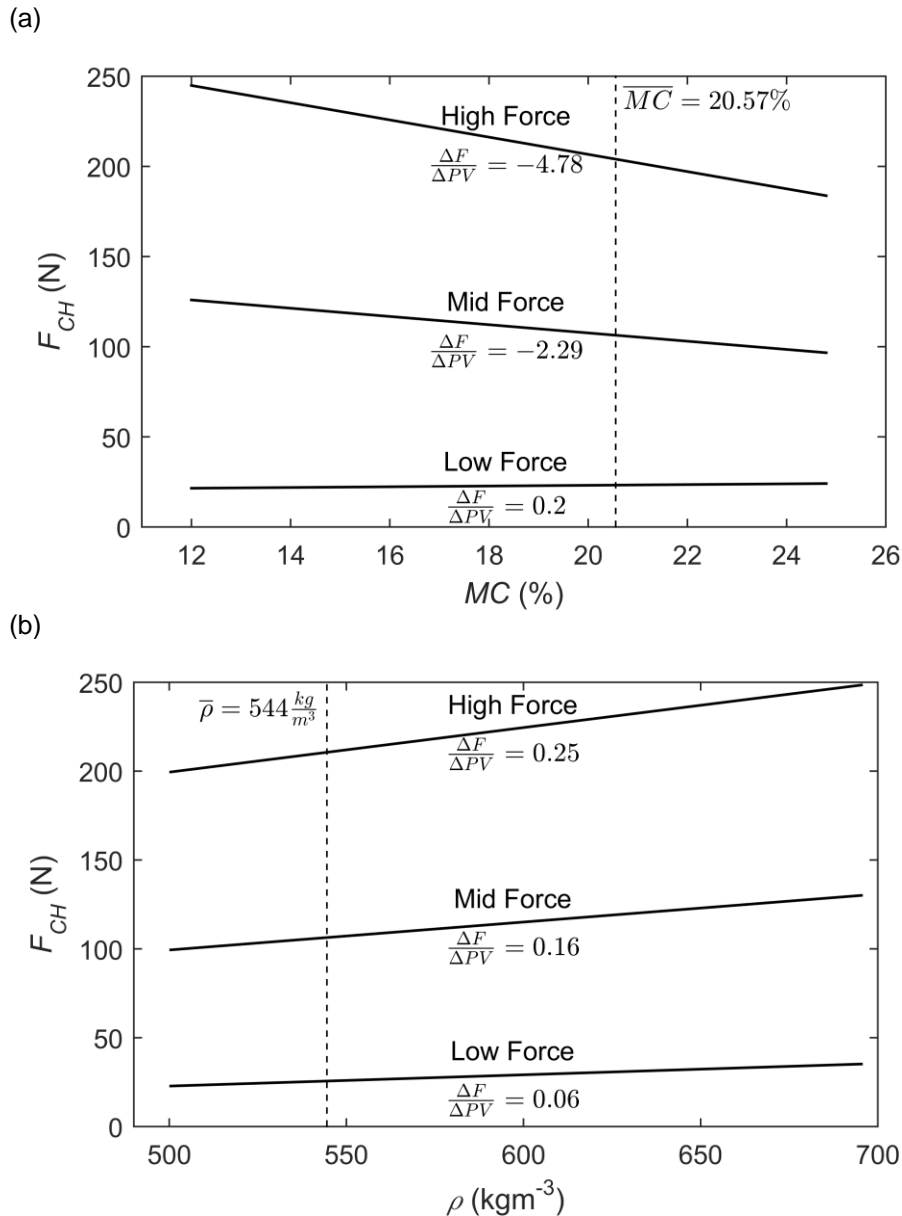 (a)
250
200
150
100
50
0
F_CH (N)
High Force
ΔF/ΔPV = −4.78
\overline{MC} = 20.57%
Mid Force
ΔF/ΔPV = −2.29
Low Force
ΔF/ΔPV = 0.2
12 14 16 18 20 22 24 26
MC (%)
(b)
250
200
150
100
50
0
F_CH (N)
\overline{ρ} = 544 kg/m³
High Force
ΔF/ΔPV = 0.25
Mid Force
ΔF/ΔPV = 0.16
Low Force
ΔF/ΔPV = 0.06
500 550 600 650 700
ρ (kgm⁻³)